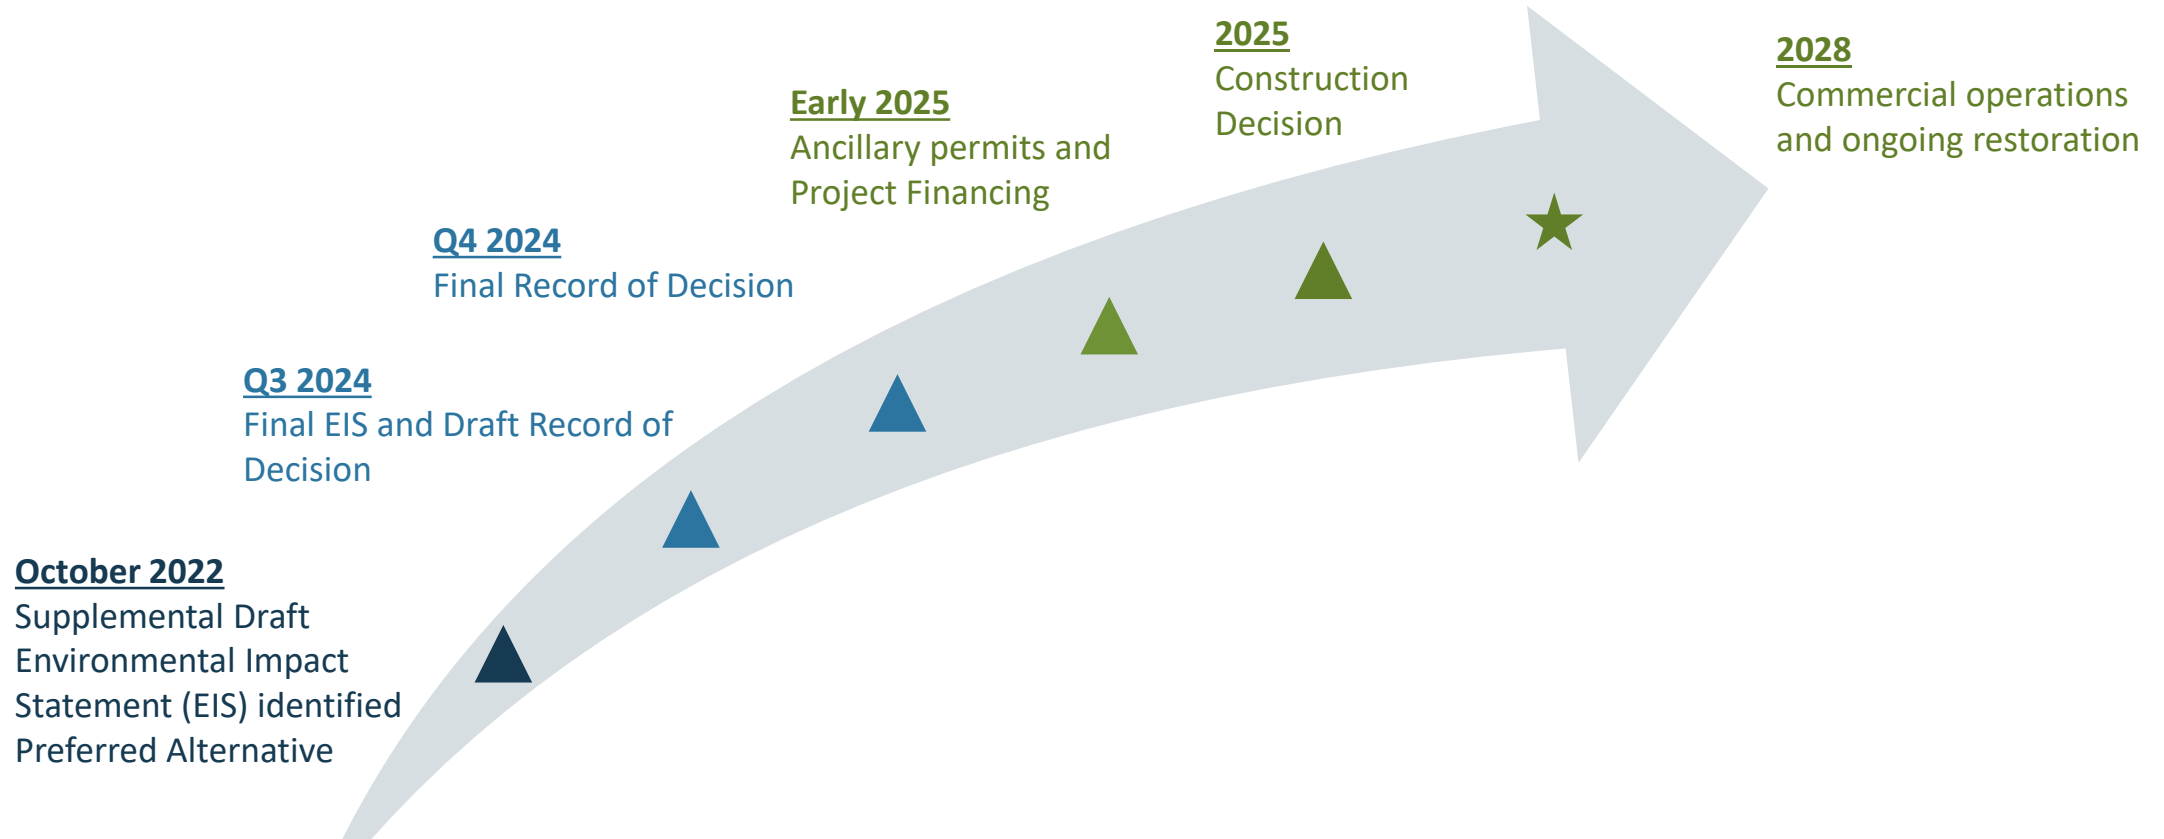 October 2022
Supplemental Draft
Environmental Impact
Statement (EIS) identified
Preferred Alternative
Q3 2024
Final EIS and Draft Record of
Decision
Q4 2024
Final Record of Decision
Early 2025
Ancillary permits and
Project Financing
2025
Construction
Decision
2028
Commercial operations
and ongoing restoration